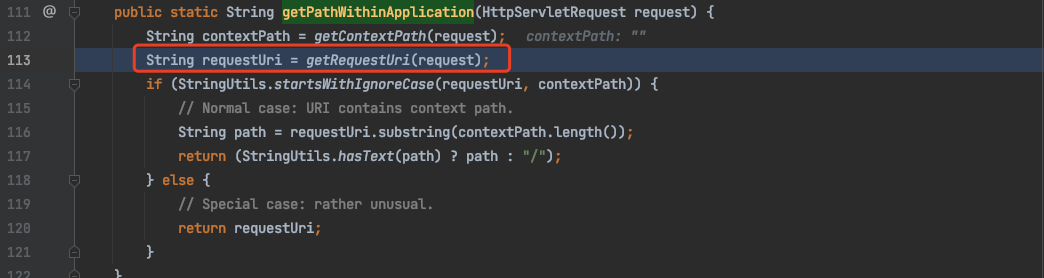 111 @ public static String getPathWithinApplication(HttpServletRequest request) {
112 String contextPath = getContextPath(request); contextPath: ""
113 String requestUri = getRequestUri(request);
114 if (StringUtils.startsWithIgnoreCase(requestUri, contextPath)) {
115 // Normal case: URI contains context path.
116 String path = requestUri.substring(contextPath.length());
117 return (StringUtils.hasText(path) ? path : "/");
118 } else {
119 // Special case: rather unusual.
120 return requestUri;
121 }
122 }